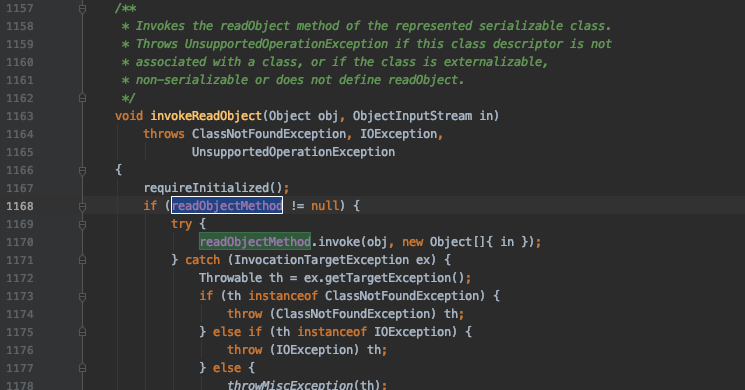 1157 /**
1158 * Invokes the readObject method of the represented serializable class.
1159 * Throws UnsupportedOperationException if this class descriptor is not
1160 * associated with a class, or if the class is externalizable,
1161 * non-serializable or does not define readObject.
1162 */
1163 void invokeReadObject(Object obj, ObjectInputStream in)
1164 throws ClassNotFoundException, IOException,
1165 UnsupportedOperationException
1166 {
1167 requireInitialized();
1168 if (readObjectMethod != null) {
1169 try {
1170 readObjectMethod.invoke(obj, new Object[]{ in });
1171 } catch (InvocationTargetException ex) {
1172 Throwable th = ex.getTargetException();
1173 if (th instanceof ClassNotFoundException) {
1174 throw (ClassNotFoundException) th;
1175 } else if (th instanceof IOException) {
1176 throw (IOException) th;
1177 } else {
1178 throwMiscException(th);